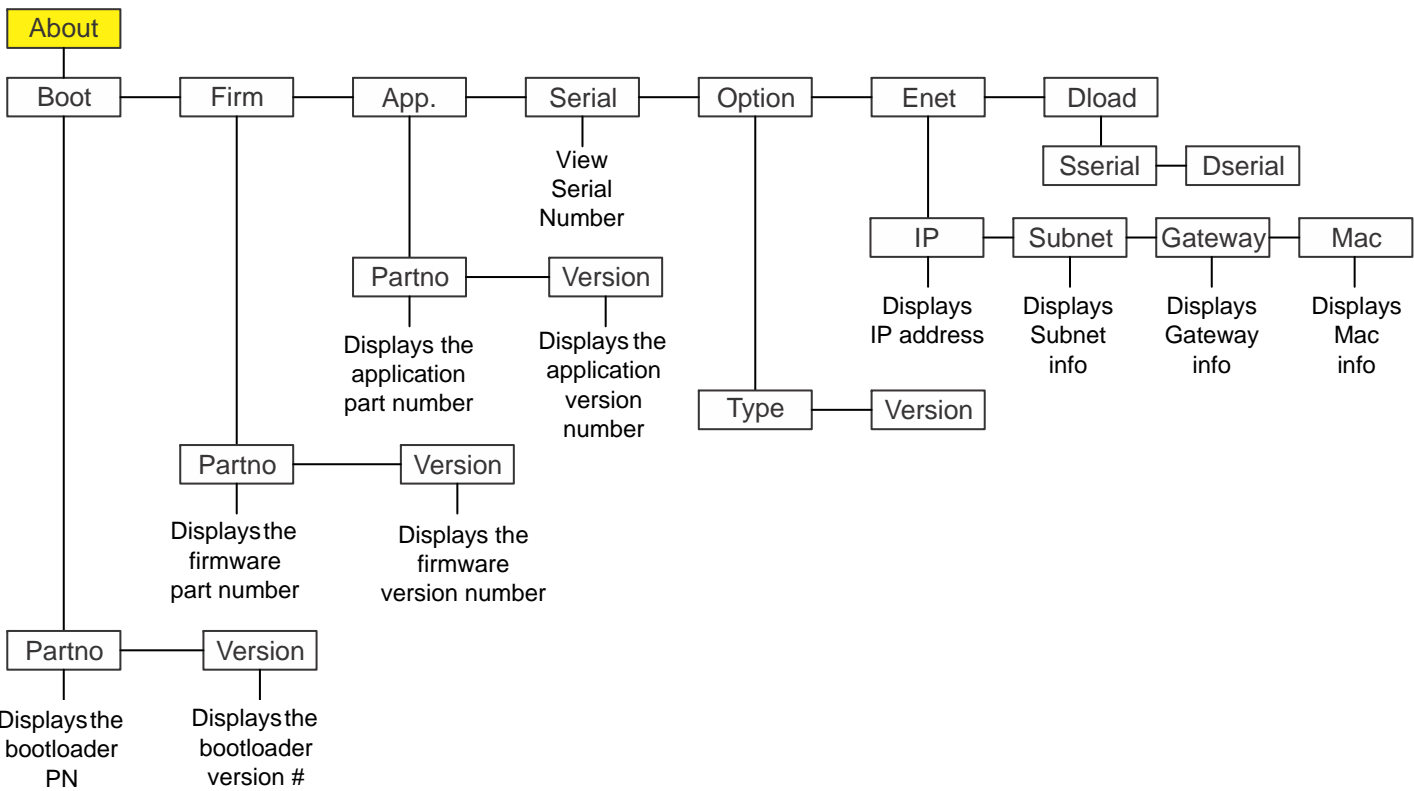 About
Boot
Firm
App.
Serial
Option
Enet
Dload
View
Serial
Number
Sserial
Dserial
IP
Subnet
Gateway
Mac
Displays
IP address
Displays
Subnet
info
Displays
Gateway
info
Displays
Mac
info
Partno
Version
Displays the
application
part number
Displays the
application
version
number
Type
Version
Partno
Version
Displays the
firmware
part number
Displays the
firmware
version number
Partno
Version
Displays the
bootloader
PN
Displays the
bootloader
version #